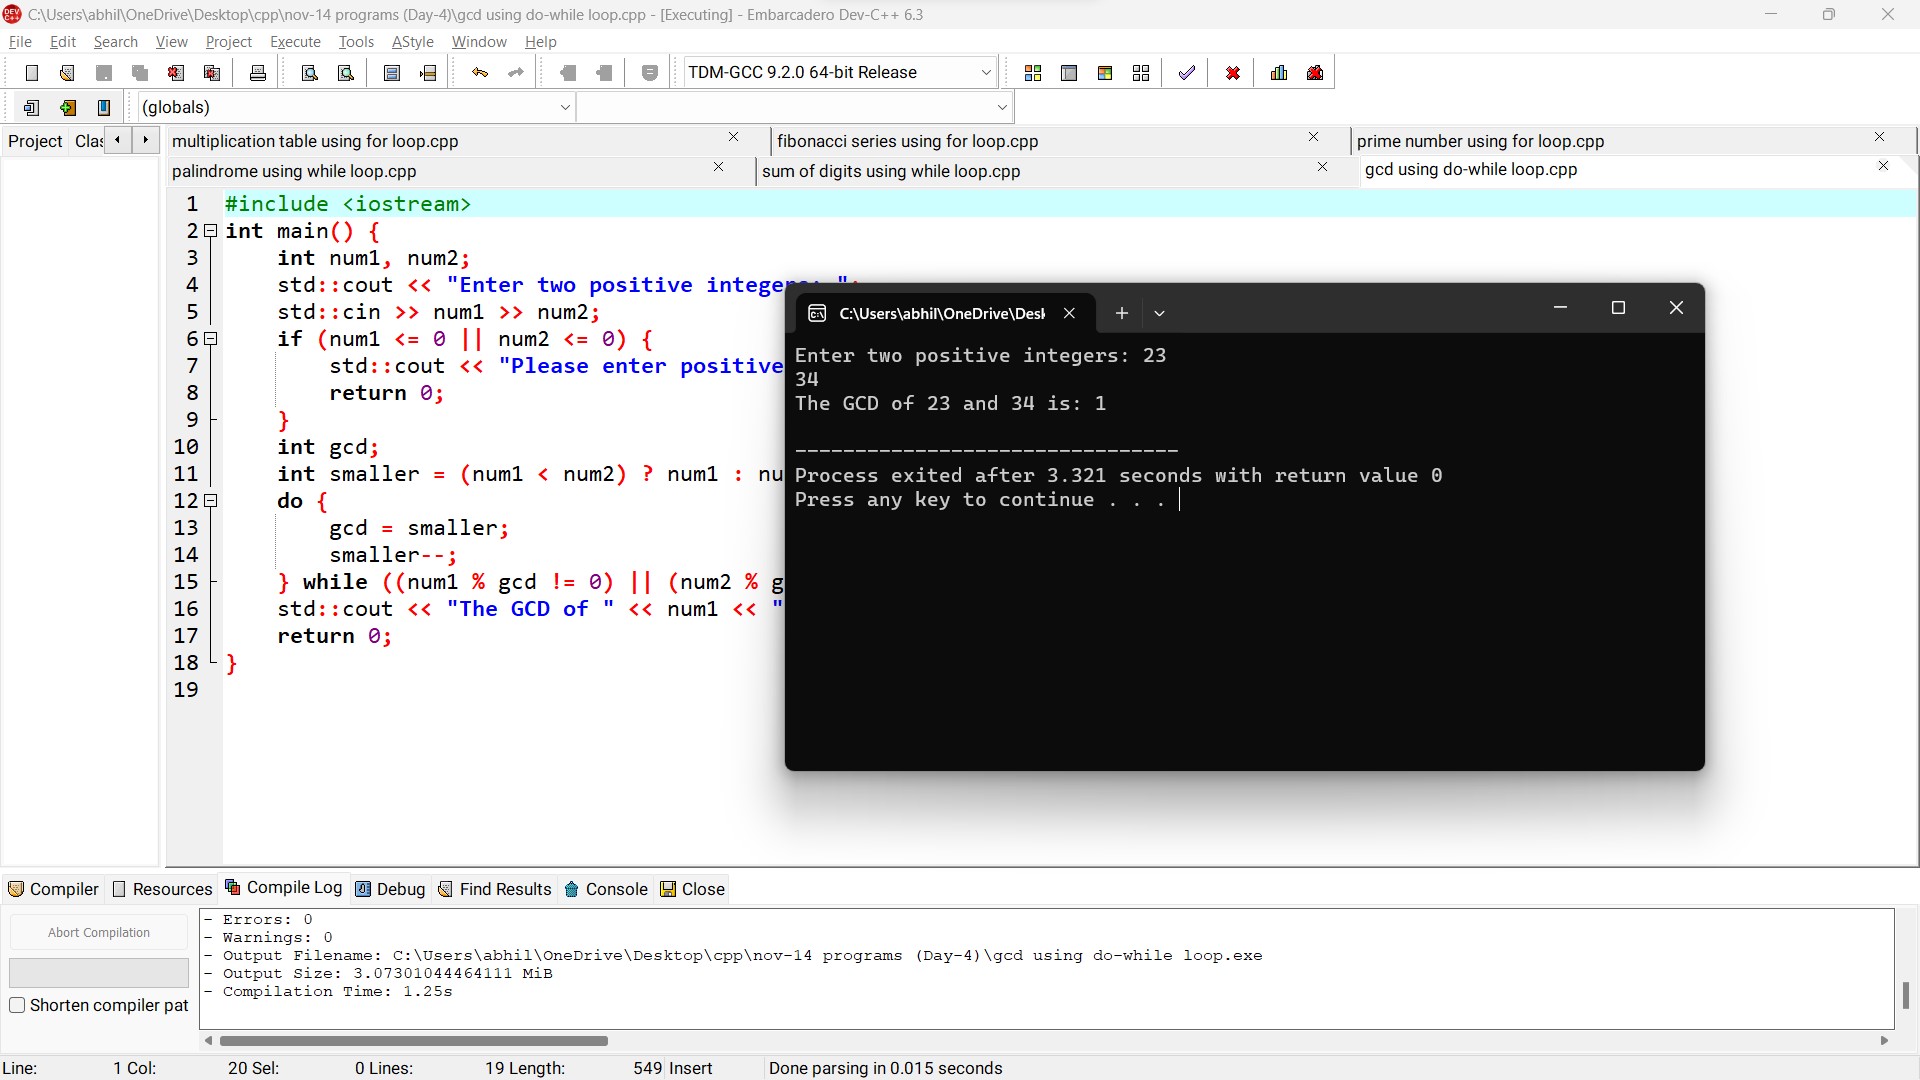 C:\Users\abhil\OneDrive\Desktop\cpp\nov-14 programs (Day-4)\gcd using do-while loop.cpp - [Executing] - Embarcadero Dev-C++ 6.3
File Edit Search View Project Execute Tools AStyle Window Help
TDM-GCC 9.2.0 64-bit Release
(globals)
Project Clas
multiplication table using for loop.cpp fibonacci series using for loop.cpp prime number using for loop.cpp
palindrome using while loop.cpp sum of digits using while loop.cpp gcd using do-while loop.cpp
1 #include <iostream>
2 int main() {
3 int num1, num2;
4 std::cout << "Enter two positive integers: ";
5 std::cin >> num1 >> num2;
6 if (num1 <= 0 || num2 <= 0) {
7 std::cout << "Please enter positive
8 return 0;
9 }
10 int gcd;
11 int smaller = (num1 < num2) ? num1 : nu
12 do {
13 gcd = smaller;
14 smaller--;
15 } while ((num1 % gcd != 0) || (num2 % g
16 std::cout << "The GCD of " << num1 << "
17 return 0;
18 }
19
C:\Users\abhil\OneDrive\Desk
Enter two positive integers: 23
34
The GCD of 23 and 34 is: 1
--------------------------------
Process exited after 3.321 seconds with return value 0
Press any key to continue . . .
Compiler Resources Compile Log Debug Find Results Console Close
Abort Compilation
Shorten compiler pat
- Errors: 0
- Warnings: 0
- Output Filename: C:\Users\abhil\OneDrive\Desktop\cpp\nov-14 programs (Day-4)\gcd using do-while loop.exe
- Output Size: 3.07301044464111 MiB
- Compilation Time: 1.25s
Line: 1 Col: 20 Sel: 0 Lines: 19 Length: 549 Insert Done parsing in 0.015 seconds